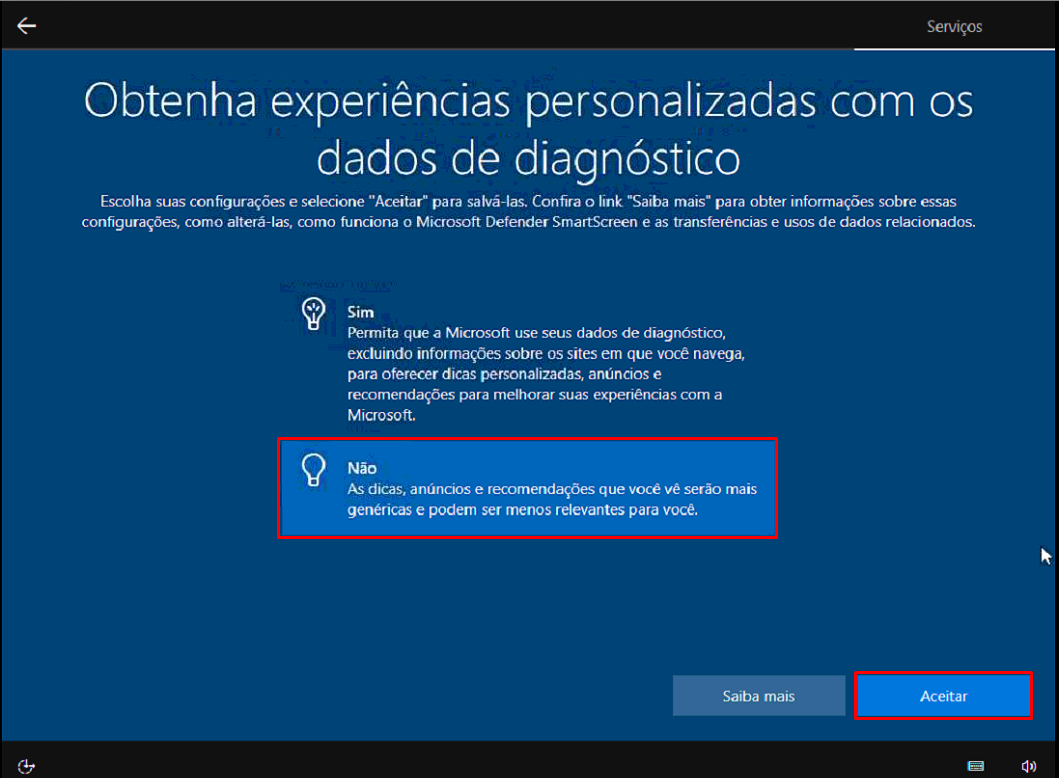 Serviços
Obtenha experiências personalizadas com os
dados de diagnóstico
Escolha suas configurações e selecione "Aceitar" para salvá-las. Confira o link "Saiba mais" para obter informações sobre essas
configurações, como alterá-las, como funciona o Microsoft Defender SmartScreen e as transferências e usos de dados relacionados.
Sim
Permita que a Microsoft use seus dados de diagnóstico,
excluindo informações sobre os sites em que você navega,
para oferecer dicas personalizadas, anúncios e
recomendações para melhorar suas experiências com a
Microsoft.
Não
As dicas, anúncios e recomendações que você vê serão mais
genéricas e podem ser menos relevantes para você.
Saiba mais
Aceitar